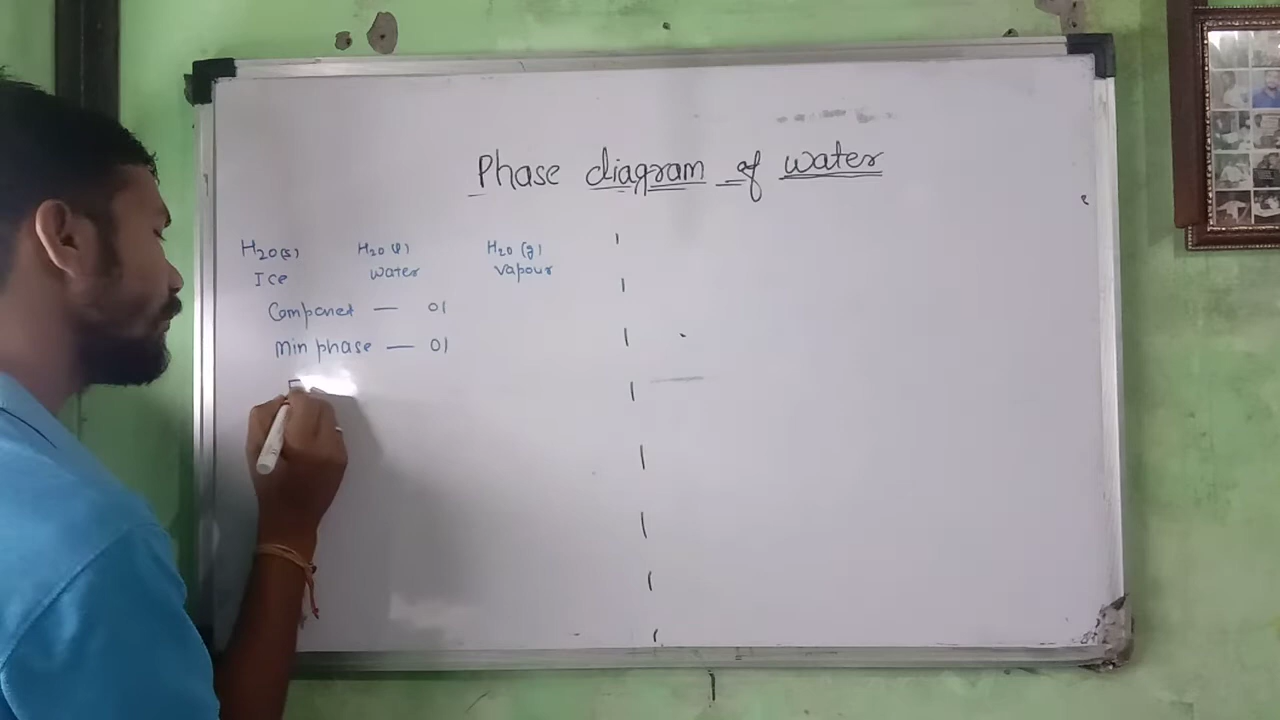 Phase diagram of water
H2O(s) H2O(l) H2O(g)
Ice water vapour
Componet — 01
min phase — 01